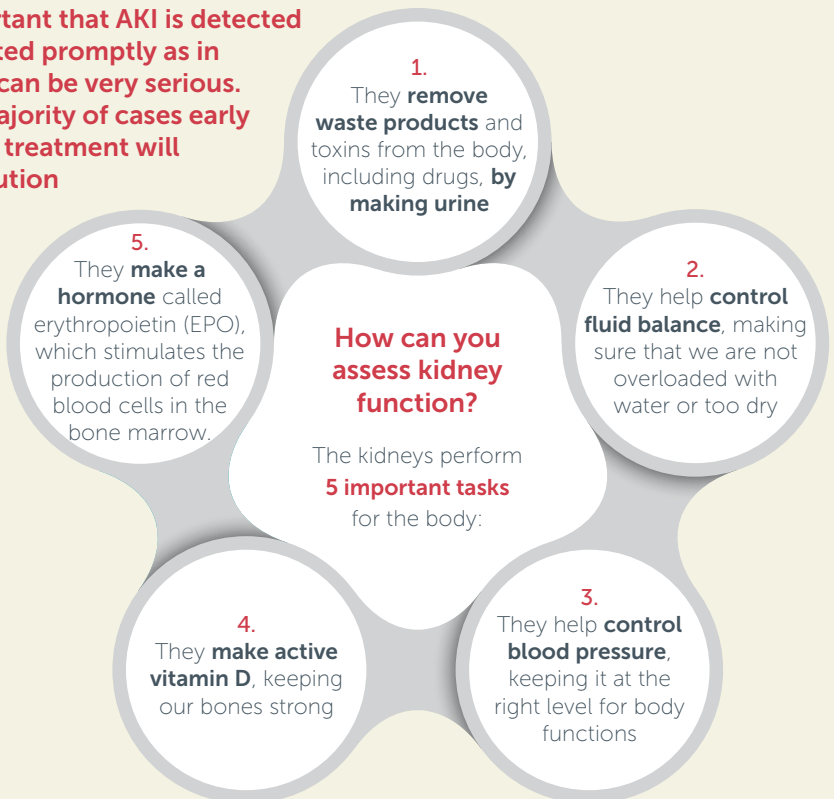 rtant that AKI is detected
ted promptly as in
can be very serious.
ajority of cases early
treatment will
ution
1.
They remove
waste products and
toxins from the body,
including drugs, by
making urine
2.
They help control
fluid balance, making
sure that we are not
overloaded with
water or too dry
3.
They help control
blood pressure,
keeping it at the
right level for body
functions
4.
They make active
vitamin D, keeping
our bones strong
5.
They make a
hormone called
erythropoietin (EPO),
which stimulates the
production of red
blood cells in the
bone marrow.
How can you
assess kidney
function?
The kidneys perform
5 important tasks
for the body: